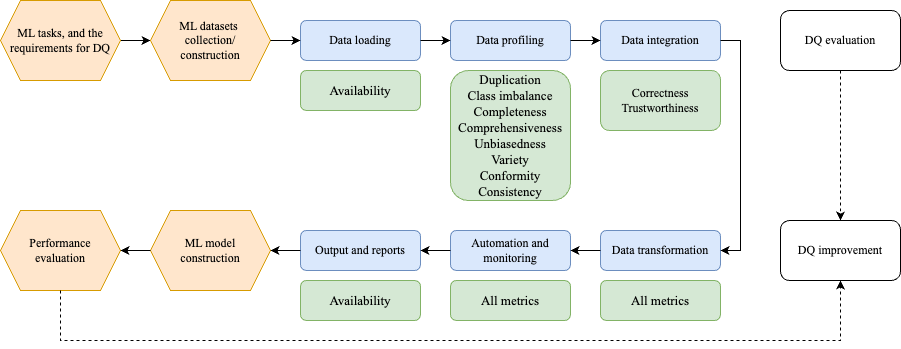 ML tasks, and the
requirements for DQ
ML datasets
collection/
construction
Data loading
Data profiling
Data integration
DQ evaluation
Availability
Duplication
Class imbalance
Completeness
Comprehensiveness
Unbiasedness
Variety
Conformity
Consistency
Correctness
Trustworthiness
Performance
evaluation
ML model
construction
Output and reports
Automation and
monitoring
Data transformation
DQ improvement
Availability
All metrics
All metrics